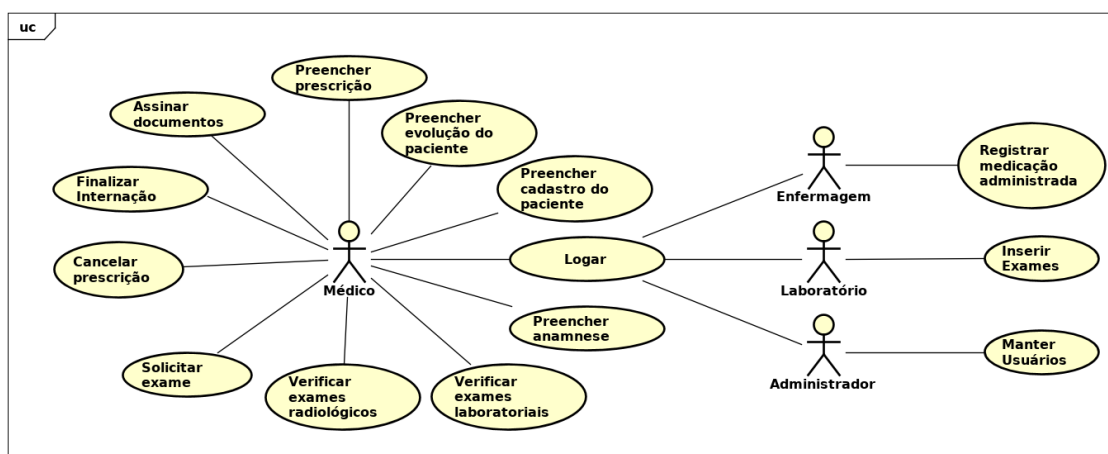 uc
Preencher
prescrição
Assinar
documentos
Preencher
evolução do
paciente
Finalizar
Internação
Preencher
cadastro do
paciente
Cancelar
prescrição
Médico
Logar
Preencher
anamnese
Solicitar
exame
Verificar
exames
radiológicos
Verificar
exames
laboratoriais
Enfermagem
Registrar
medicação
administrada
Laboratório
Inserir
Exames
Administrador
Manter
Usuários